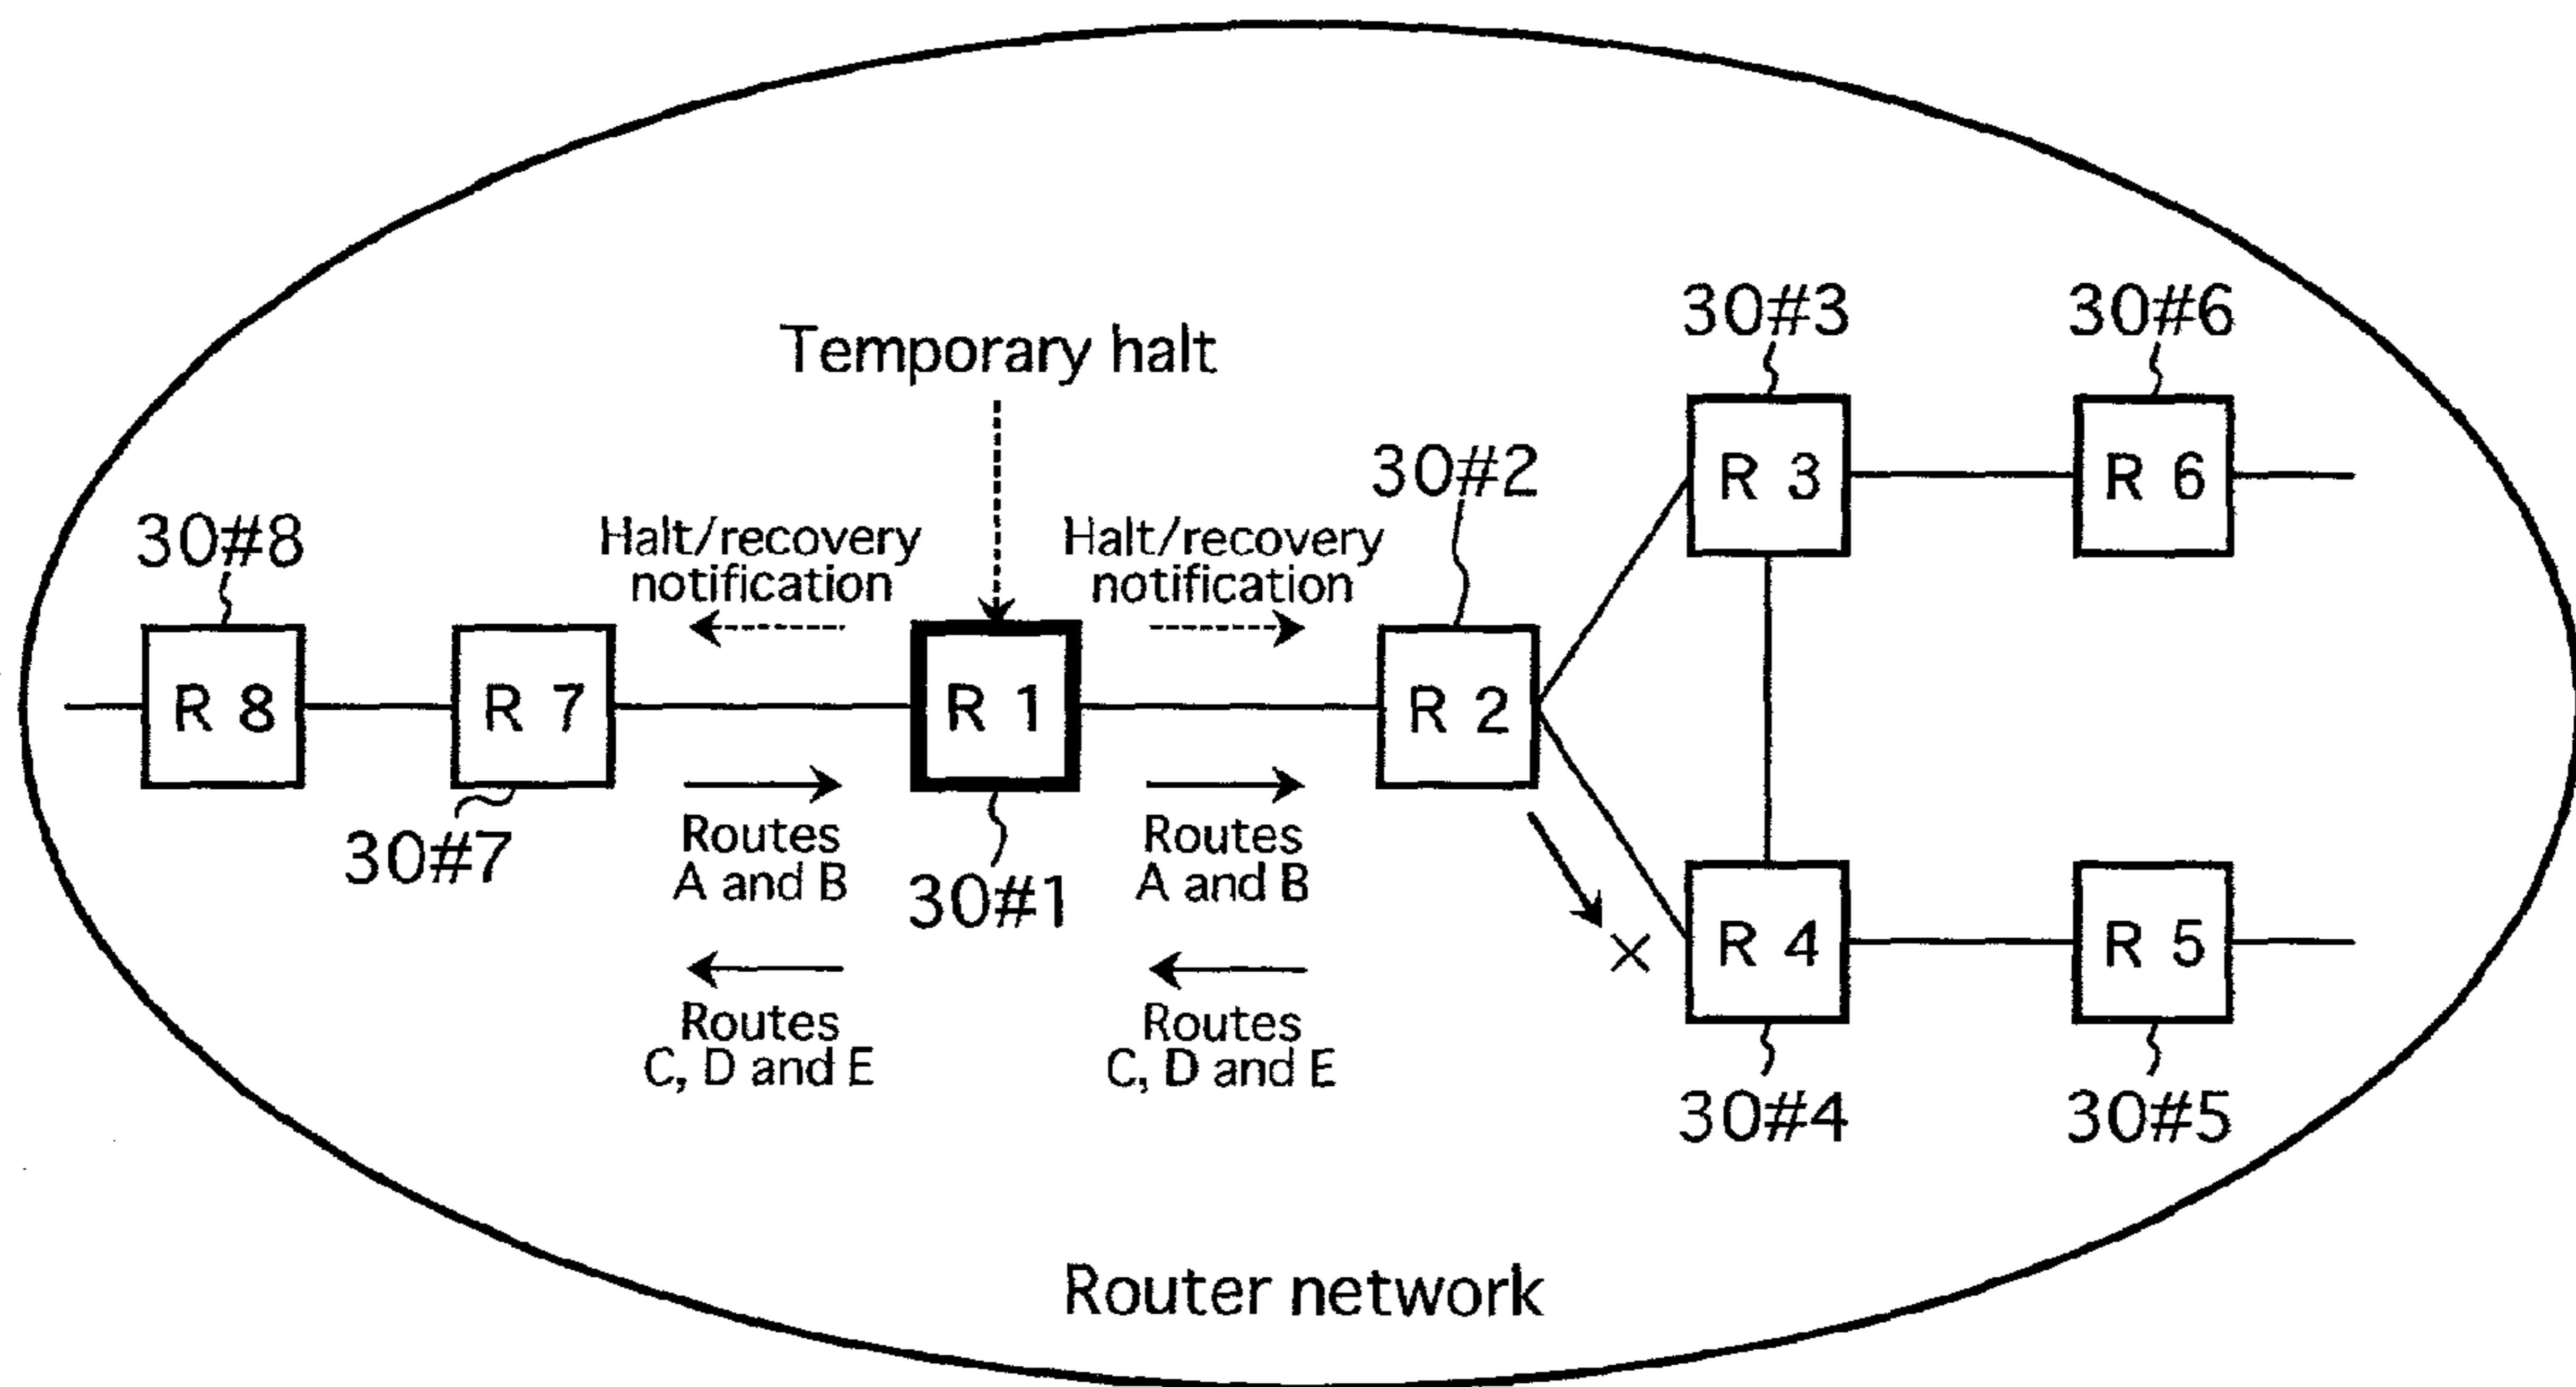 30#3
30#6
Temporary halt
R 3
R 6
30#2
30#8
Halt/recovery
notification
Halt/recovery
notification
R 8
R 7
R 1
R 2
30#7
Routes
A and B
30#1
Routes
A and B
×
R 4
R 5
Routes
C, D and E
Routes
C, D and E
30#4
30#5
Router network